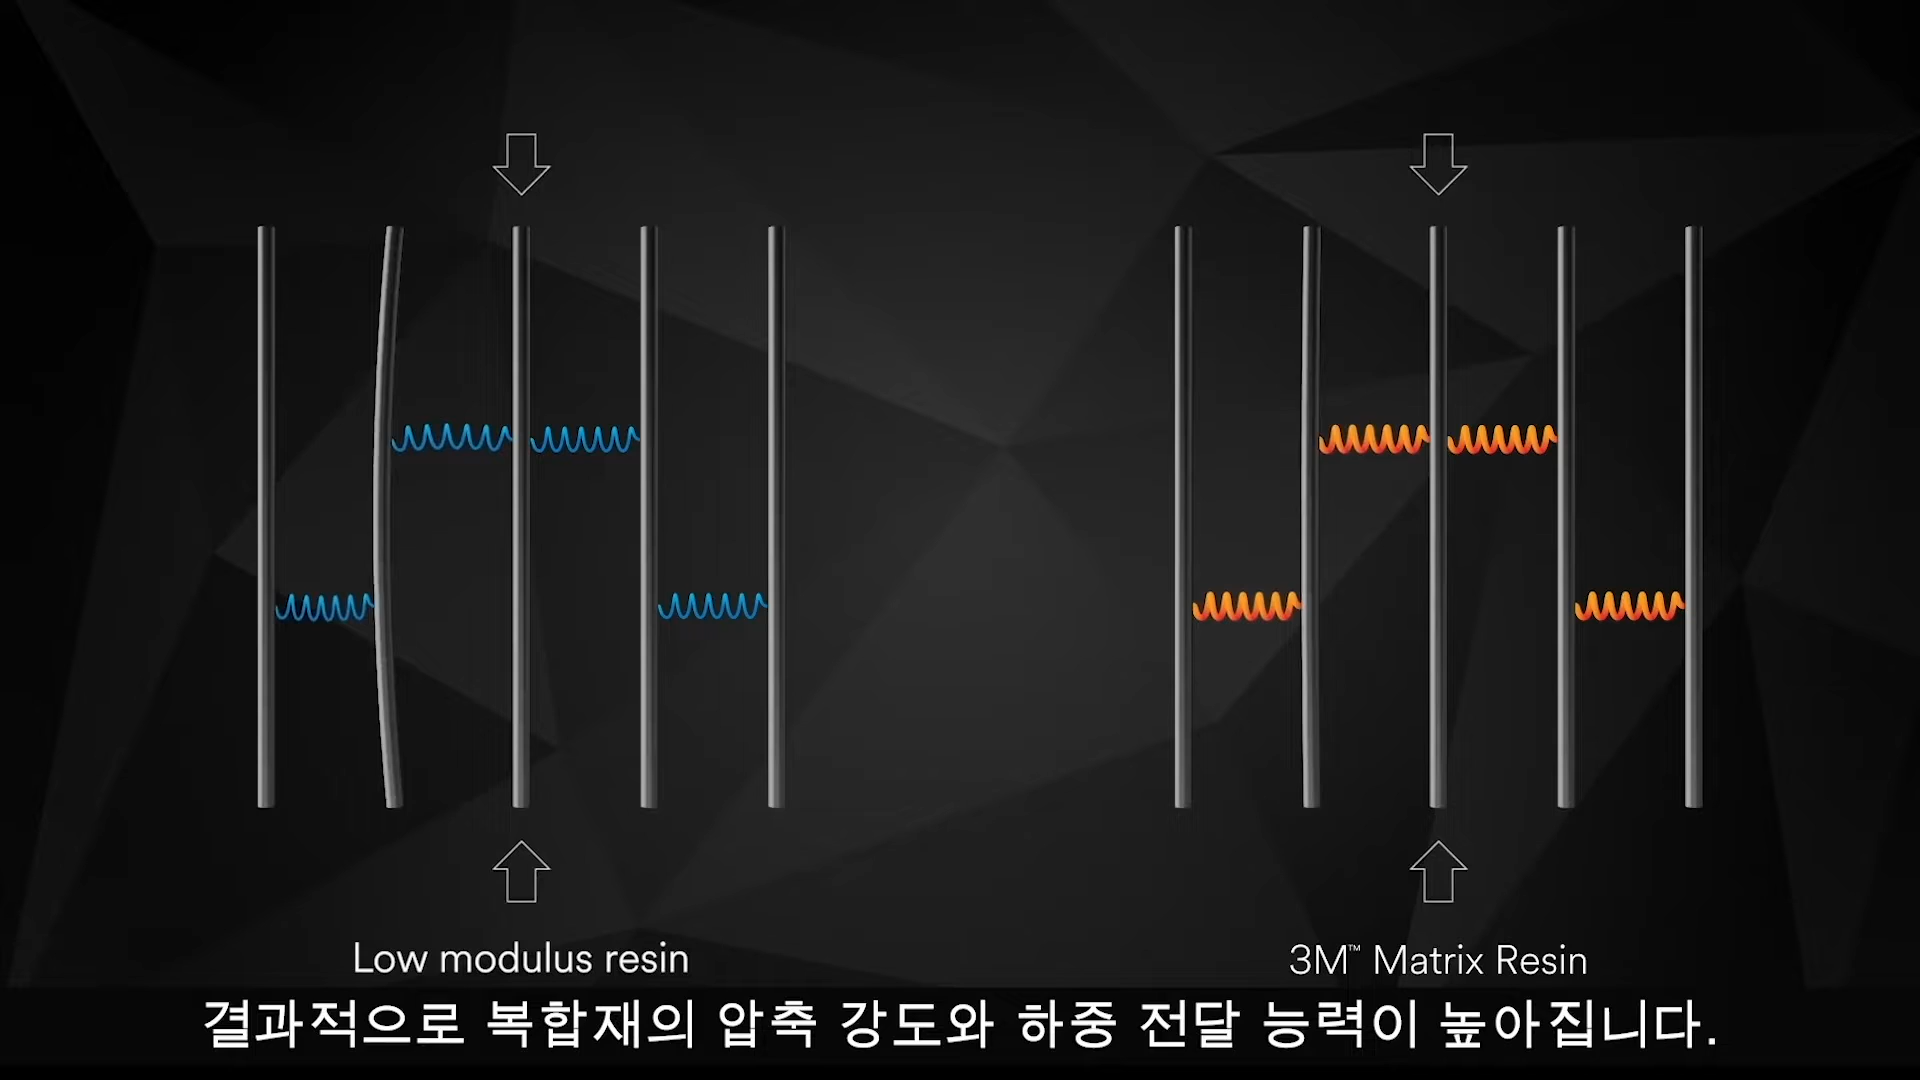 Low modulus resin
3M™ Matrix Resin
결과적으로 복합재의 압축 강도와 하중 전달 능력이 높아집니다.